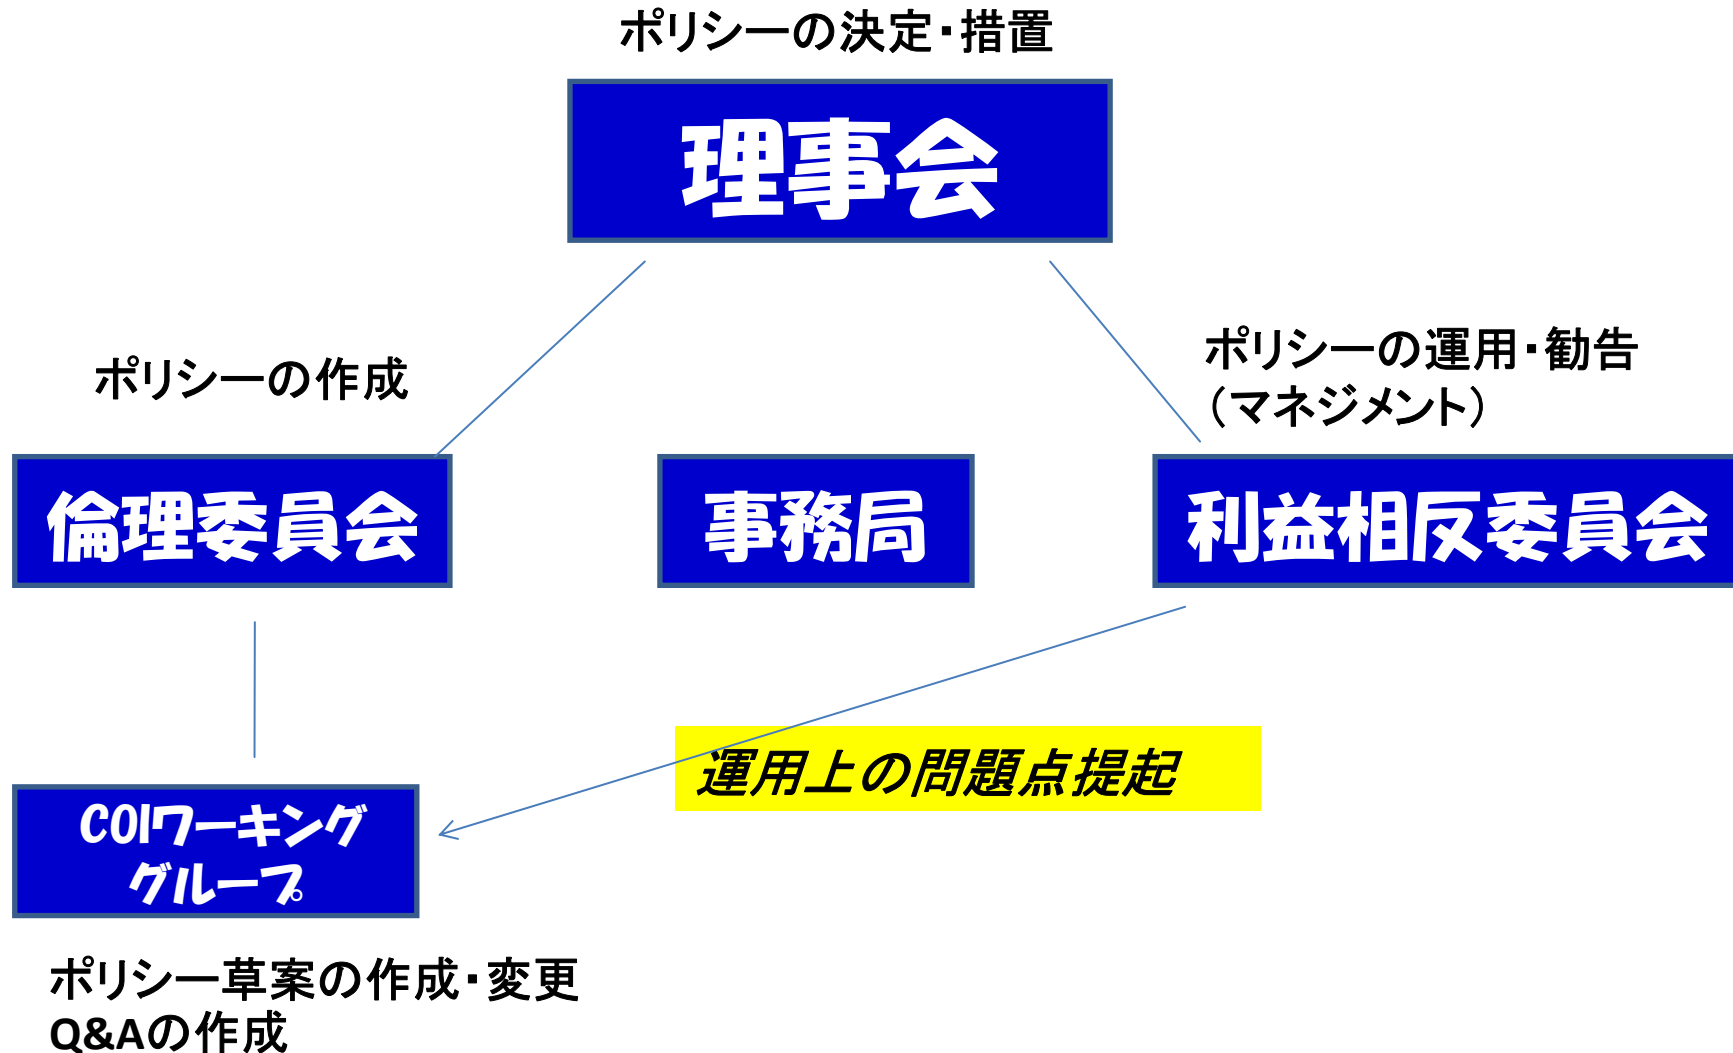 ポリシーの決定・措置
理事会
ポリシーの作成
ポリシーの運用・勧告
（マネジメント）
倫理委員会
事務局
利益相反委員会
運用上の問題点提起
COIワーキング
グループ
ポリシー草案の作成・変更
Q&Aの作成